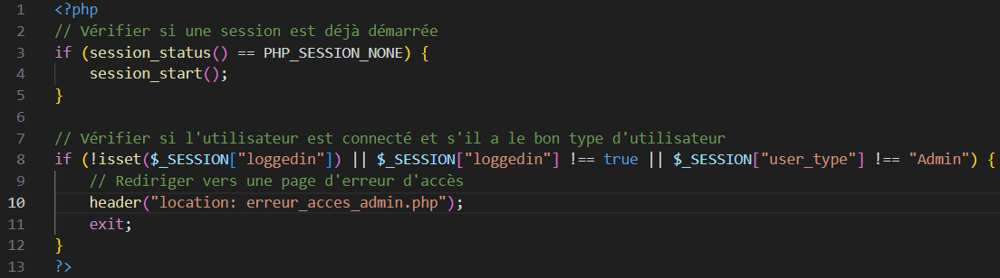 1 <?php
2 // Vérifier si une session est déjà démarrée
3 if (session_status() == PHP_SESSION_NONE) {
4     session_start();
5 }
6
7 // Vérifier si l'utilisateur est connecté et s'il a le bon type d'utilisateur
8 if (!isset($_SESSION["loggedin"]) || $_SESSION["loggedin"] !== true || $_SESSION["user_type"] !== "Admin") {
9     // Rediriger vers une page d'erreur d'accès
10     header("location: erreur_acces_admin.php");
11     exit;
12 }
13 ?>